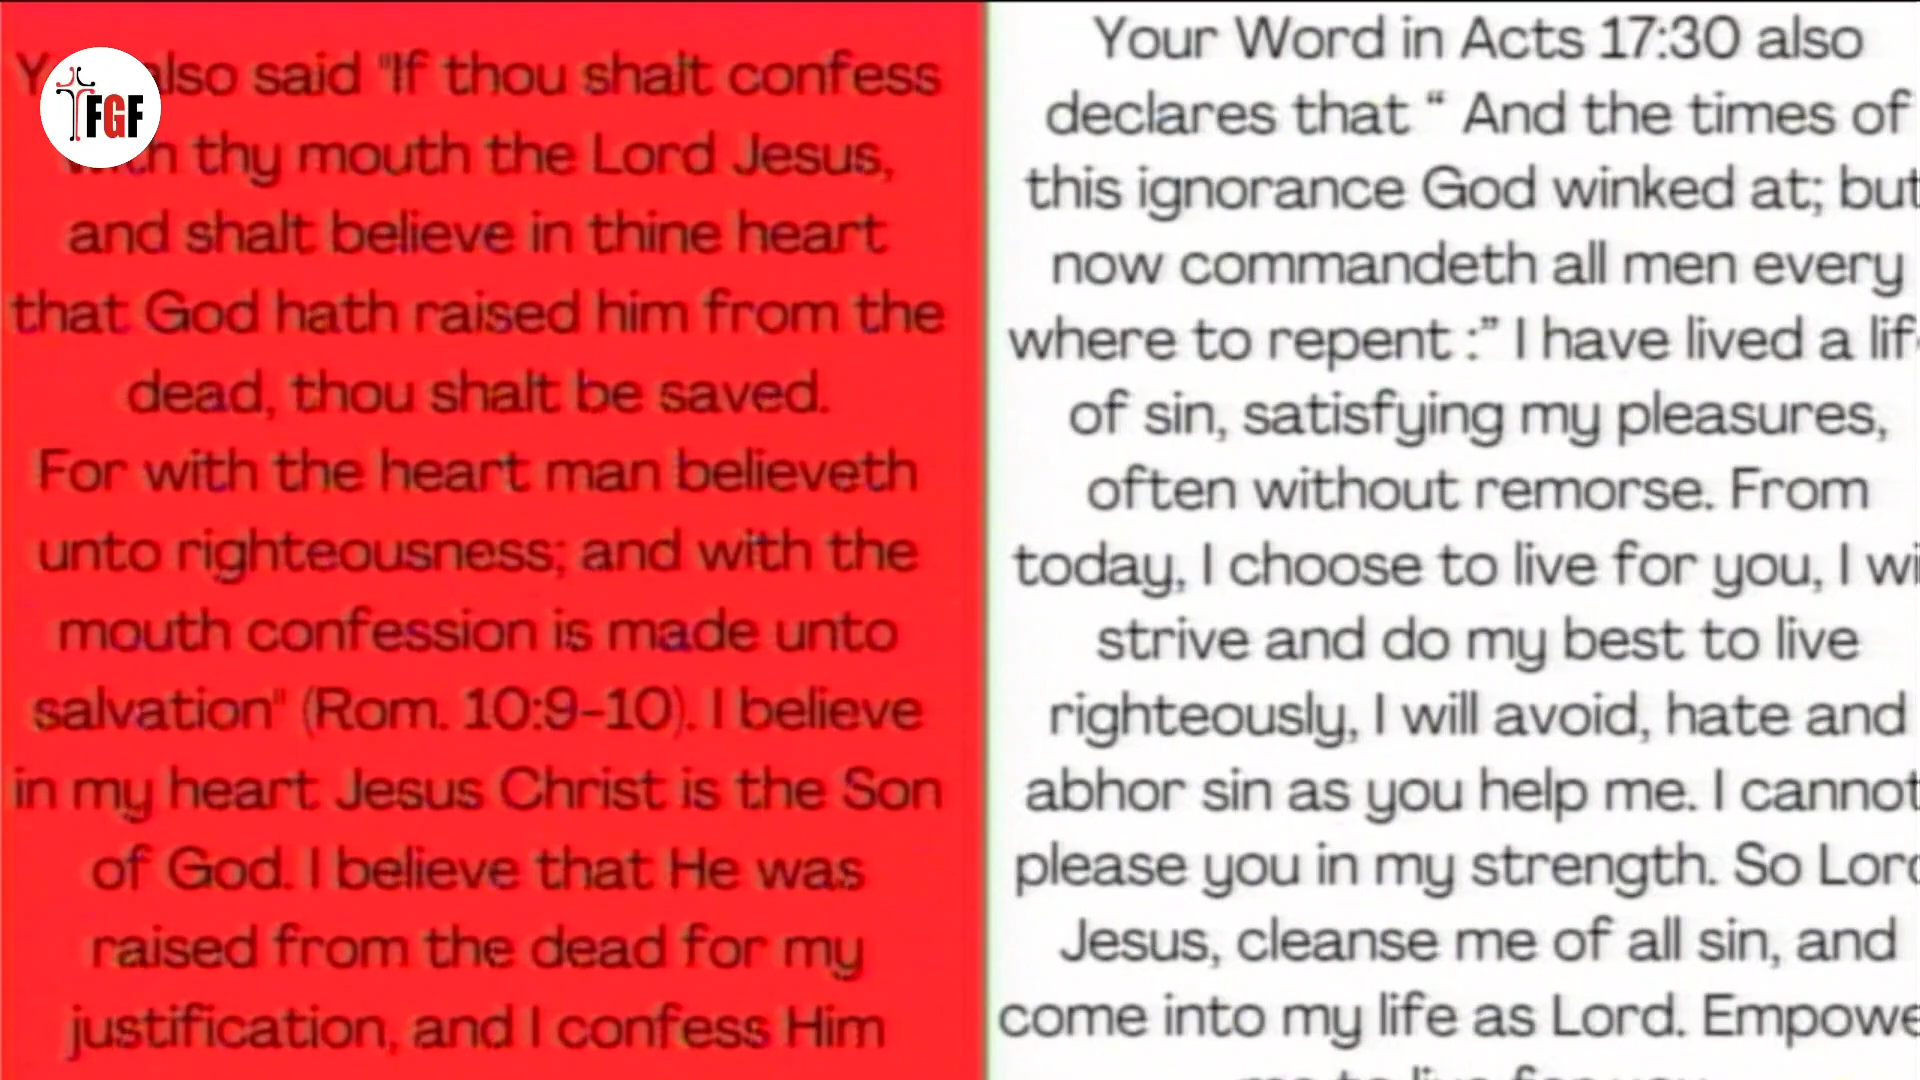 FGF
also said "If thou shalt confess
thy mouth the Lord Jesus,
and shalt believe in thine heart
that God hath raised him from the
dead, thou shalt be saved.
For with the heart man believeth
unto righteousness; and with the
mouth confession is made unto
salvation" (Rom. 10:9-10). I believe
in my heart Jesus Christ is the Son
of God. I believe that He was
raised from the dead for my
justification, and I confess Him
Your Word in Acts 17:30 also
declares that “ And the times of
this ignorance God winked at; but
now commandeth all men every
where to repent :” I have lived a
of sin, satisfying my pleasures,
often without remorse. From
today, I choose to live for you, I
strive and do my best to live
righteously, I will avoid, hate and
abhor sin as you help me. I cannot
please you in my strength. So
Jesus, cleanse me of all sin, and
come into my life as Lord.